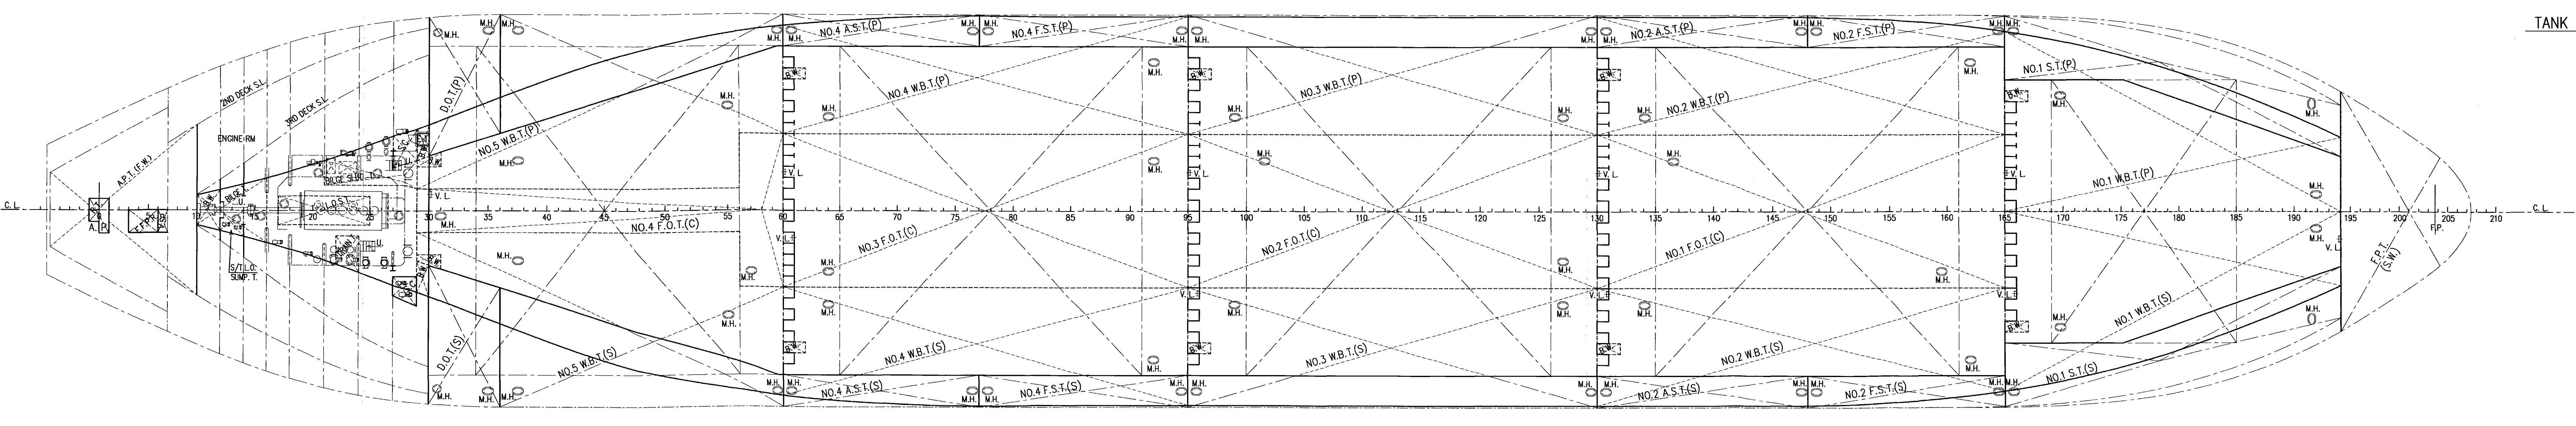 TANK
M.H. M.H. M.H. M.H. NO.4 A.S.T.(P) M.H. M.H. NO.4 F.S.T.(P) M.H. M.H. M.H. M.H. NO.2 A.S.T.(P) M.H. M.H. NO.2 F.S.T.(P) M.H. M.H.
M.H.
NO.1 S.T.(P)
B.W. B.W. B.W. B.W.
M.H. M.H. M.H.
2ND DECK S.L.
D.O.T.(P)
NO.4 W.B.T.(P)
NO.3 W.B.T.(P)
NO.2 W.B.T.(P)
M.H. M.H. M.H. M.H. M.H. M.H. M.H. M.H.
3RD DECK S.L.
ENGINE-RM
NO.5 W.B.T.(P)
A.P.T.(F.W.)
M.H. M.H. M.H. M.H.
V.L. V.L. V.L.
NO.1 W.B.T.(P)
M.H.
BILGE T.
L.O.S.T.
V.L.
C.L. 0 5 10 15 20 25 30 35 40 45 50 55 60 65 70 75 80 85 90 95 100 105 110 115 120 125 130 135 140 145 150 155 160 165 170 175 180 185 190 195 200 205 210 C.L.
A.P.
F.P.
M.H.
NO.4 F.O.T.(C)
NO.3 F.O.T.(C)
NO.2 F.O.T.(C)
NO.1 F.O.T.(C)
M.H.
V.L. V.L.
F.P.T.
(S.W.)
S/T L.O.
SUMP. T.
M.H. M.H. M.H. M.H. M.H.
V.L. V.L. V.L.
M.H. M.H. M.H. M.H. M.H. M.H. M.H. M.H.
NO.1 W.B.T.(S)
B.W. B.W. B.W. B.W.
D.O.T.(S)
NO.5 W.B.T.(S)
NO.4 W.B.T.(S)
NO.3 W.B.T.(S)
NO.2 W.B.T.(S)
M.H. M.H. M.H.
NO.1 S.T.(S)
M.H. M.H. M.H. M.H. M.H. NO.4 A.S.T.(S) M.H. M.H. NO.4 F.S.T.(S) M.H. M.H. M.H. M.H. NO.2 A.S.T.(S) M.H. M.H. NO.2 F.S.T.(S) M.H. M.H.